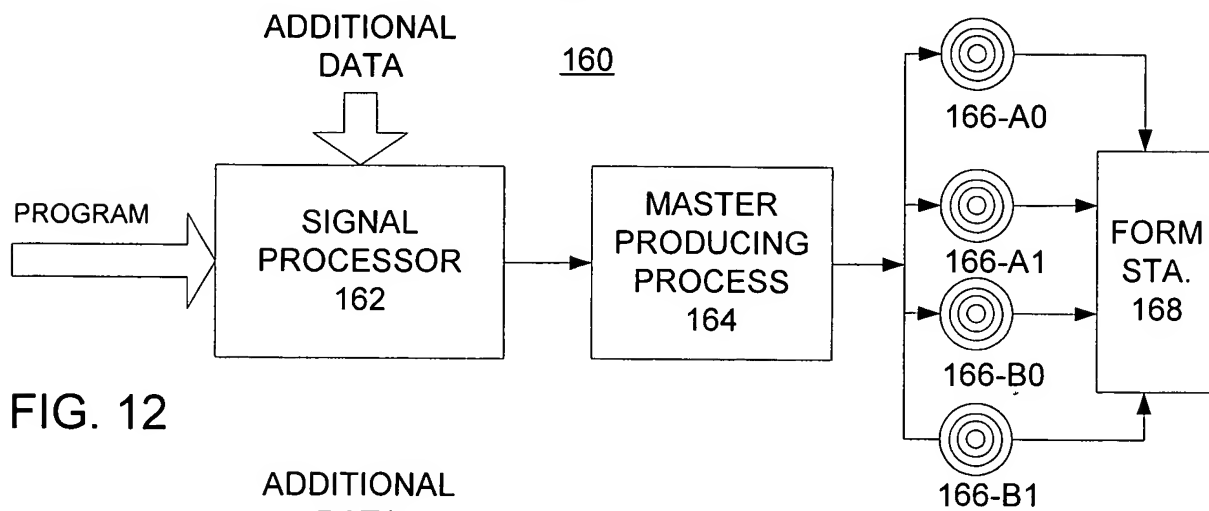 ADDITIONAL
DATA
160
PROGRAM
SIGNAL
PROCESSOR
162
MASTER
PRODUCING
PROCESS
164
166-A0
166-A1
166-B0
166-B1
FORM
STA.
168
FIG. 12
ADDITIONAL